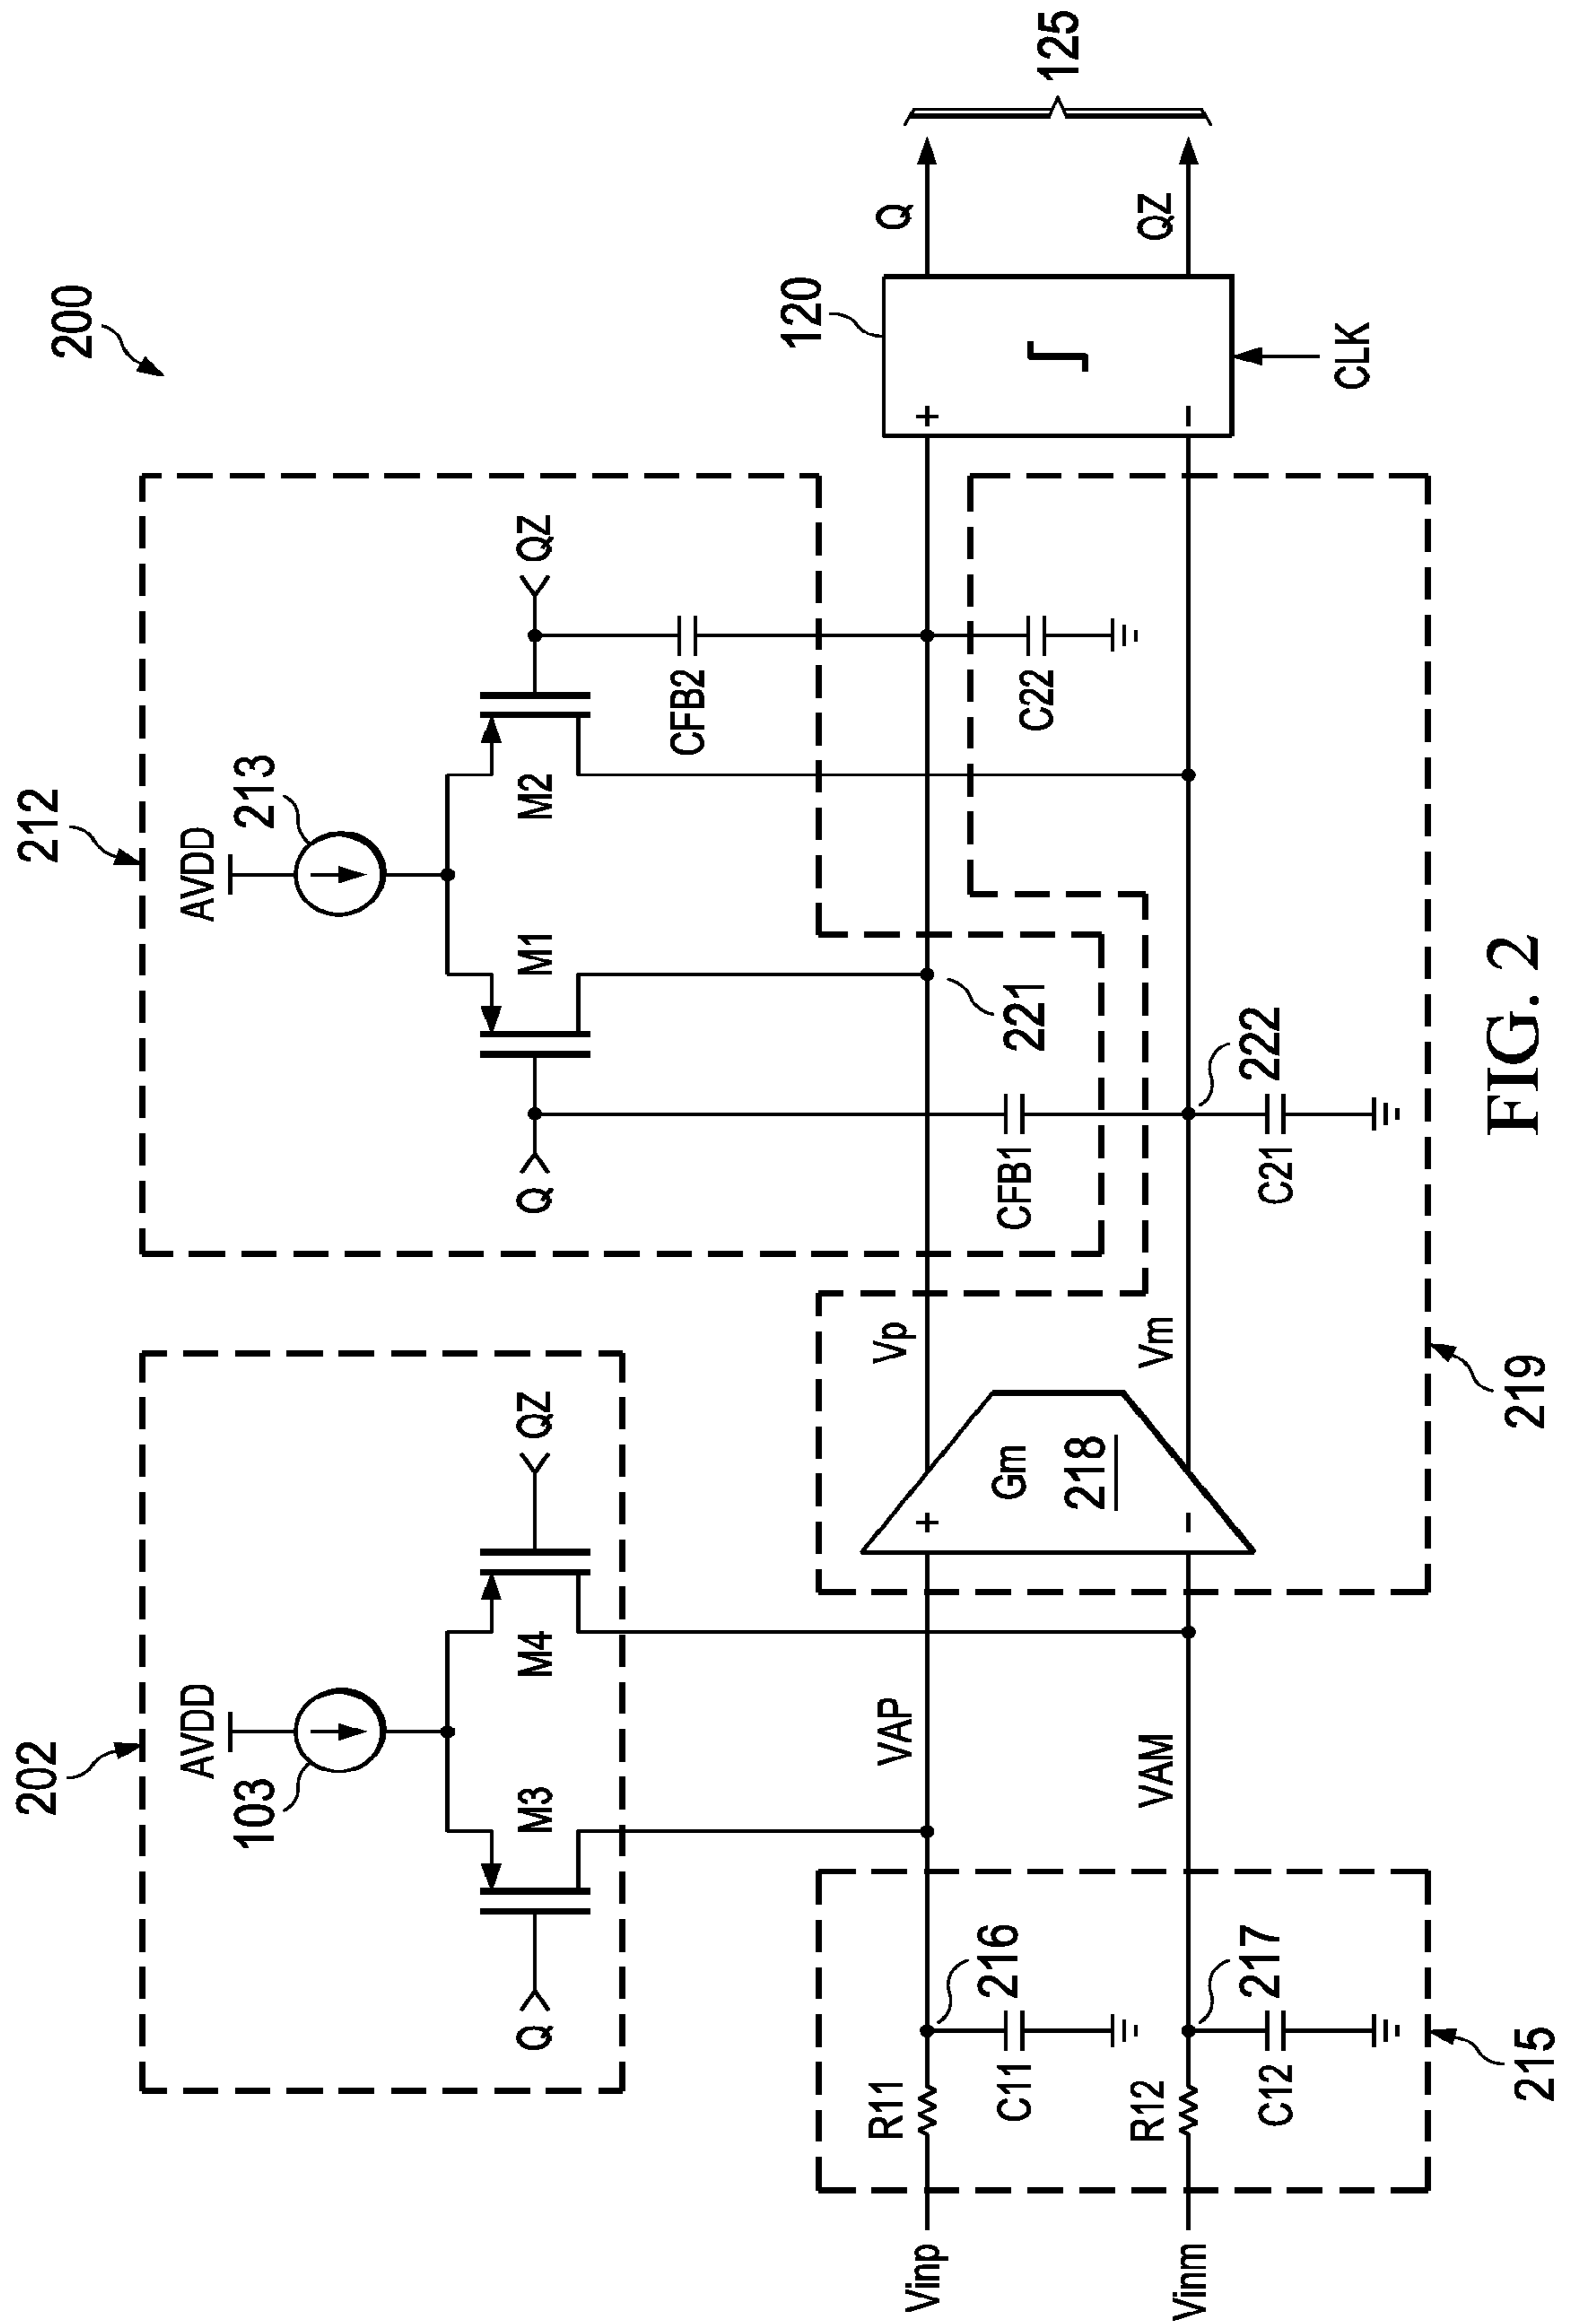 200
202
212
AVDD
AVDD
103
213
Q
M3
M4
QZ
Q
M1
M2
QZ
CFB2
120
Q
125
Vinp
R11
216
VAP
+
Vp
CFB1
221
+
C11
Gm
218
C22
Vinm
R12
217
VAM
−
Vm
222
−
QZ
C12
C21
CLK
215
219
FIG. 2